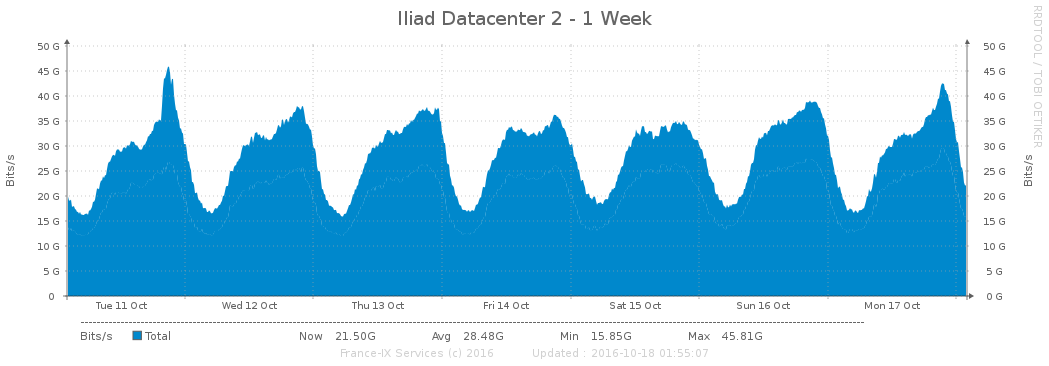 Iliad Datacenter 2 - 1 Week
RRDTOOL / TOBI OETIKER
50 G 50 G
45 G 45 G
40 G 40 G
35 G 35 G
30 G 30 G
25 G 25 G
20 G 20 G
15 G 15 G
10 G 10 G
5 G 5 G
0 0 G
Bits/s Bits/s
Tue 11 Oct Wed 12 Oct Thu 13 Oct Fri 14 Oct Sat 15 Oct Sun 16 Oct Mon 17 Oct
Bits/s Total Now 21.50G Avg 28.48G Min 15.85G Max 45.81G
France-IX Services (c) 2016 Updated : 2016-10-18 01:55:07